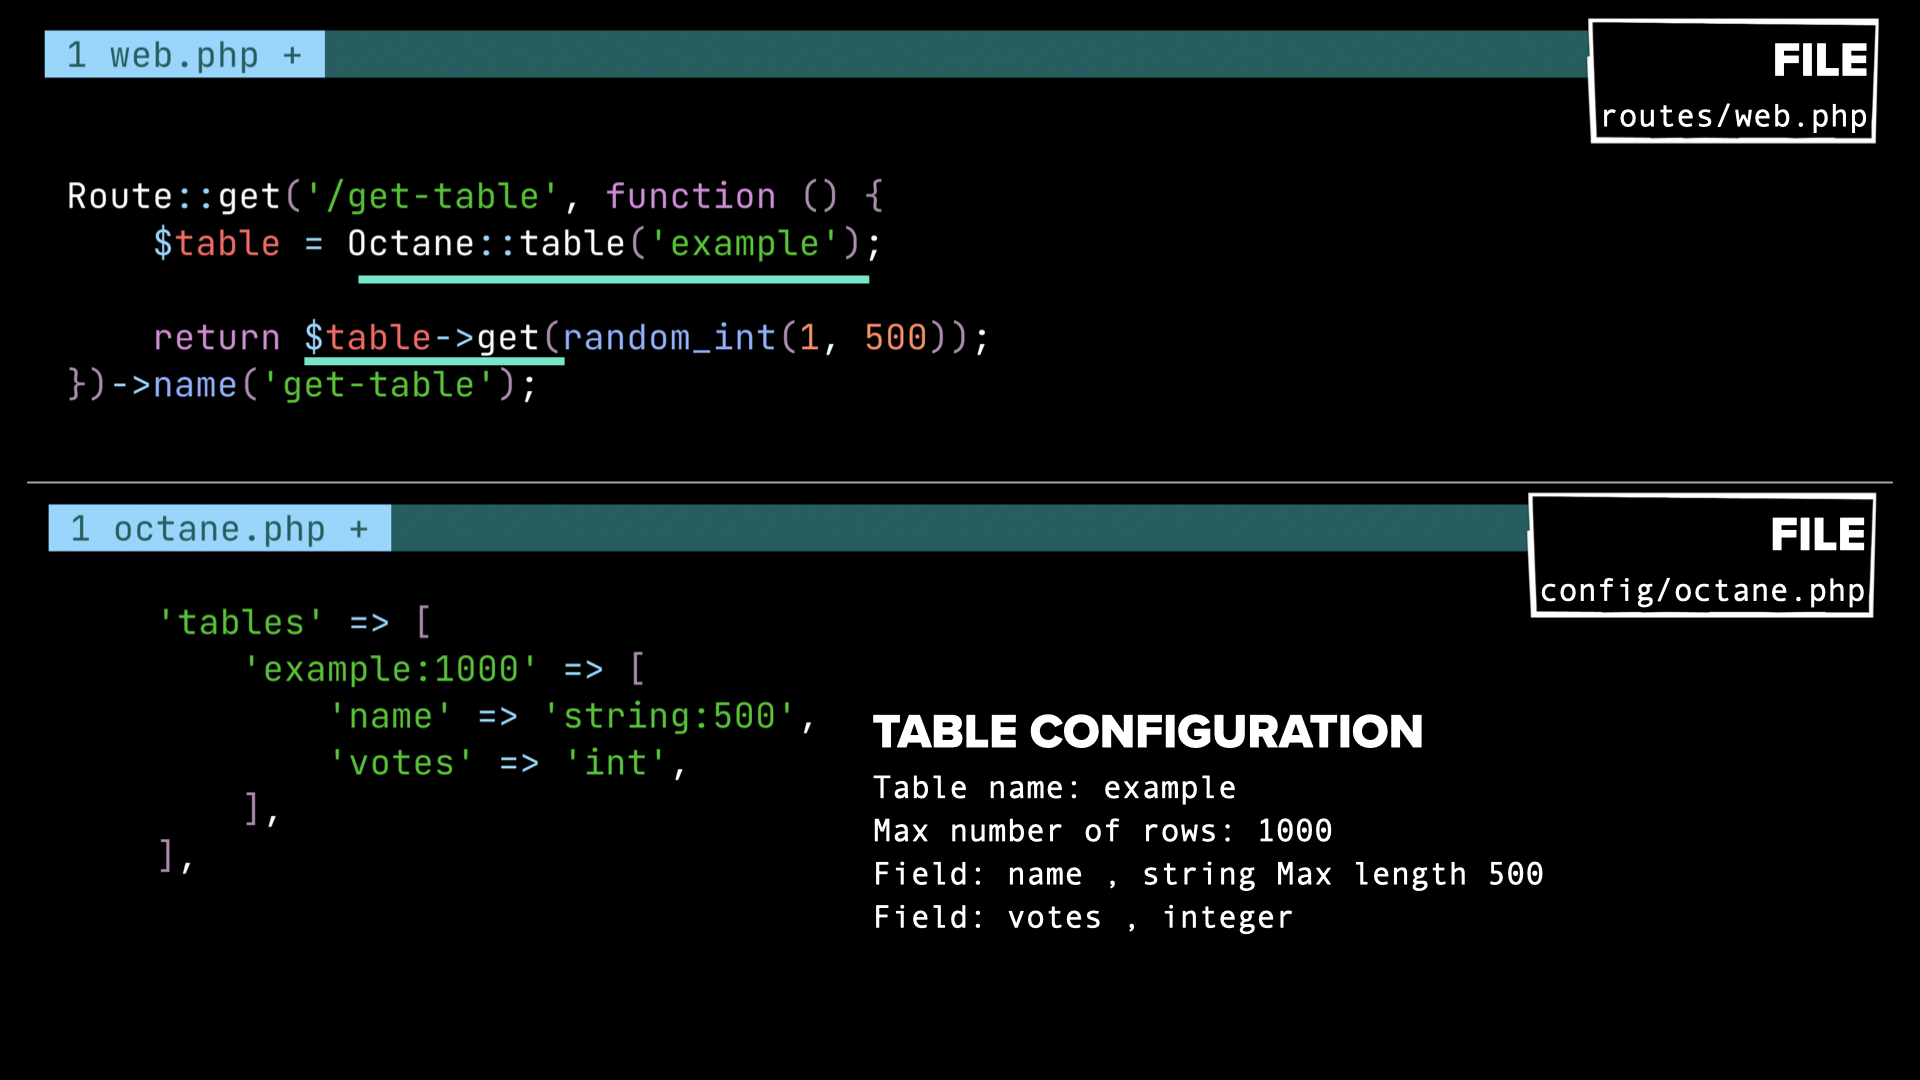 1 web.php +
FILE
routes/web.php
Route::get('/get-table', function () {
    $table = Octane::table('example');
    return $table->get(random_int(1, 500));
})->name('get-table');
1 octane.php +
FILE
config/octane.php
'tables' => [
    'example:1000' => [
        'name' => 'string:500',
        'votes' => 'int',
    ],
],
TABLE CONFIGURATION
Table name: example
Max number of rows: 1000
Field: name , string Max length 500
Field: votes , integer